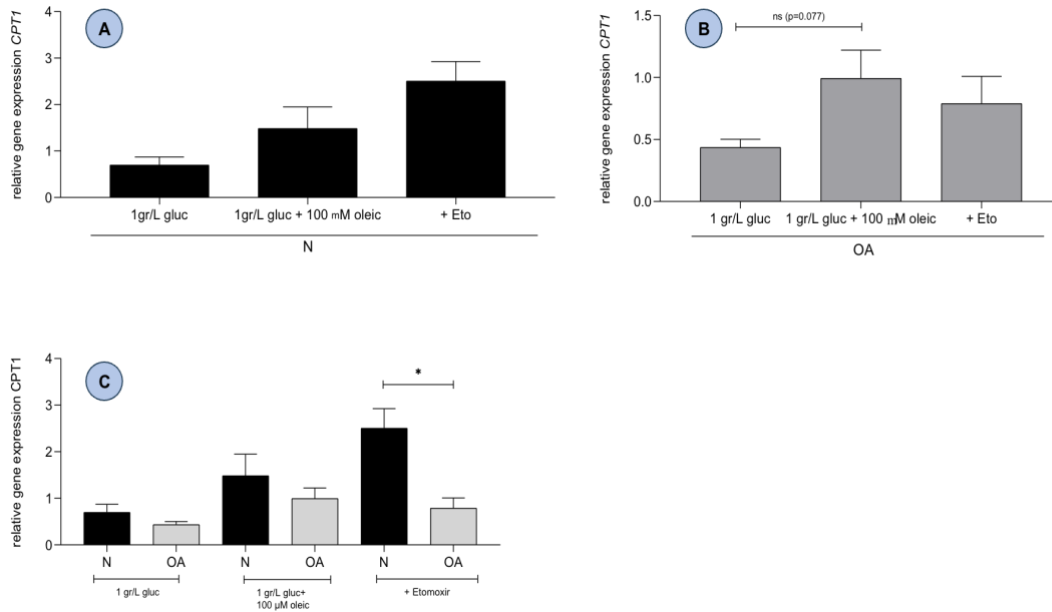 A
relative gene expression CPT1
4
3
2
1
0
1gr/L gluc
1gr/L gluc + 100 mM oleic
+ Eto
N
B
relative gene expression CPT1
ns (p=0.077)
1.5
1.0
0.5
0.0
1 gr/L gluc
1 gr/L gluc + 100 mM oleic
+ Eto
OA
C
relative gene expression CPT1
4
3
2
1
0
*
N
OA
N
OA
N
OA
1 gr/L gluc
1 gr/L gluc+
100 µM oleic
+ Etomoxir